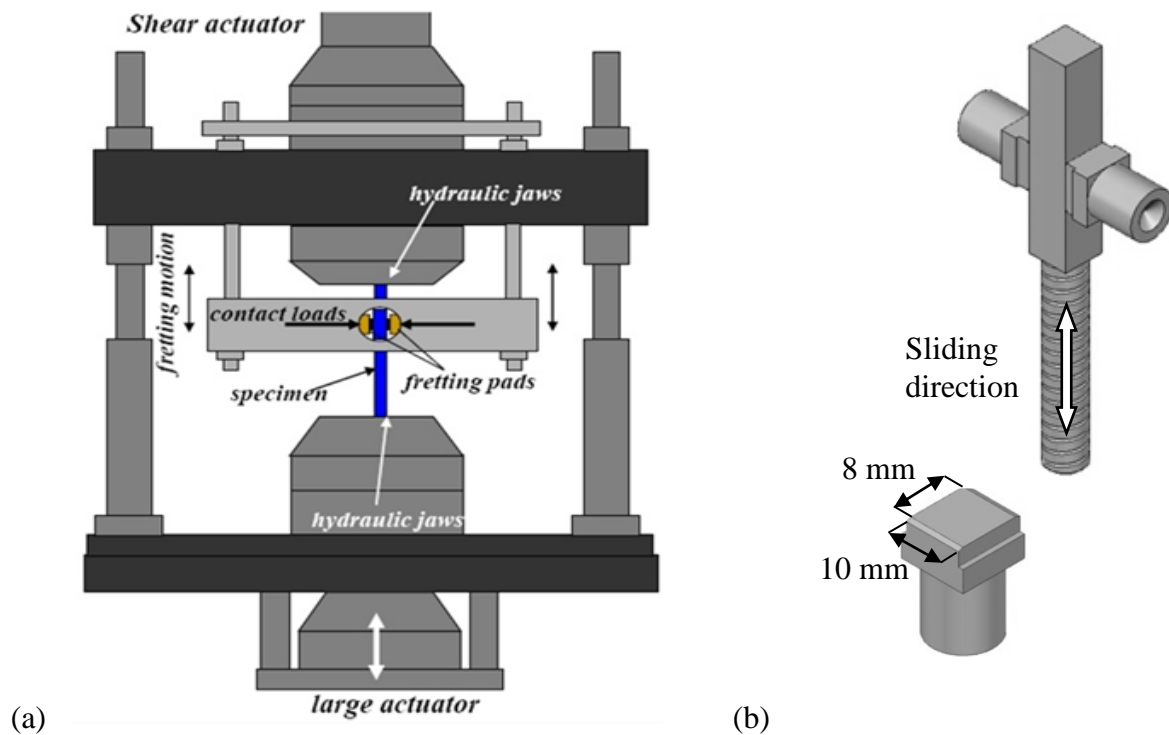 Shear actuator
hydraulic jaws
fretting motion
contact loads
specimen
fretting pads
hydraulic jaws
large actuator
(a)
Sliding
direction
8 mm
10 mm
(b)